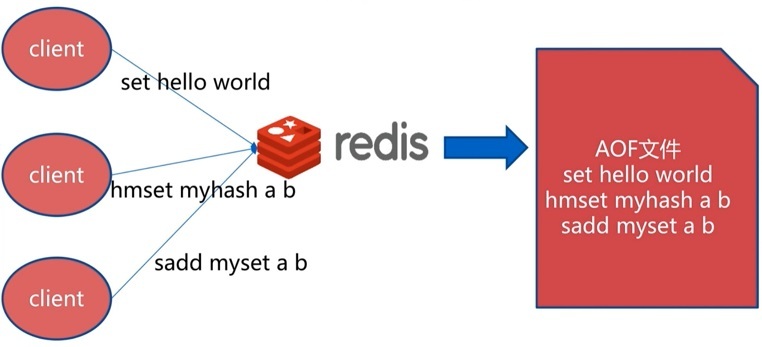 client
set hello world
client
hmset myhash a b
sadd myset a b
client
redis
AOF文件
set hello world
hmset myhash a b
sadd myset a b